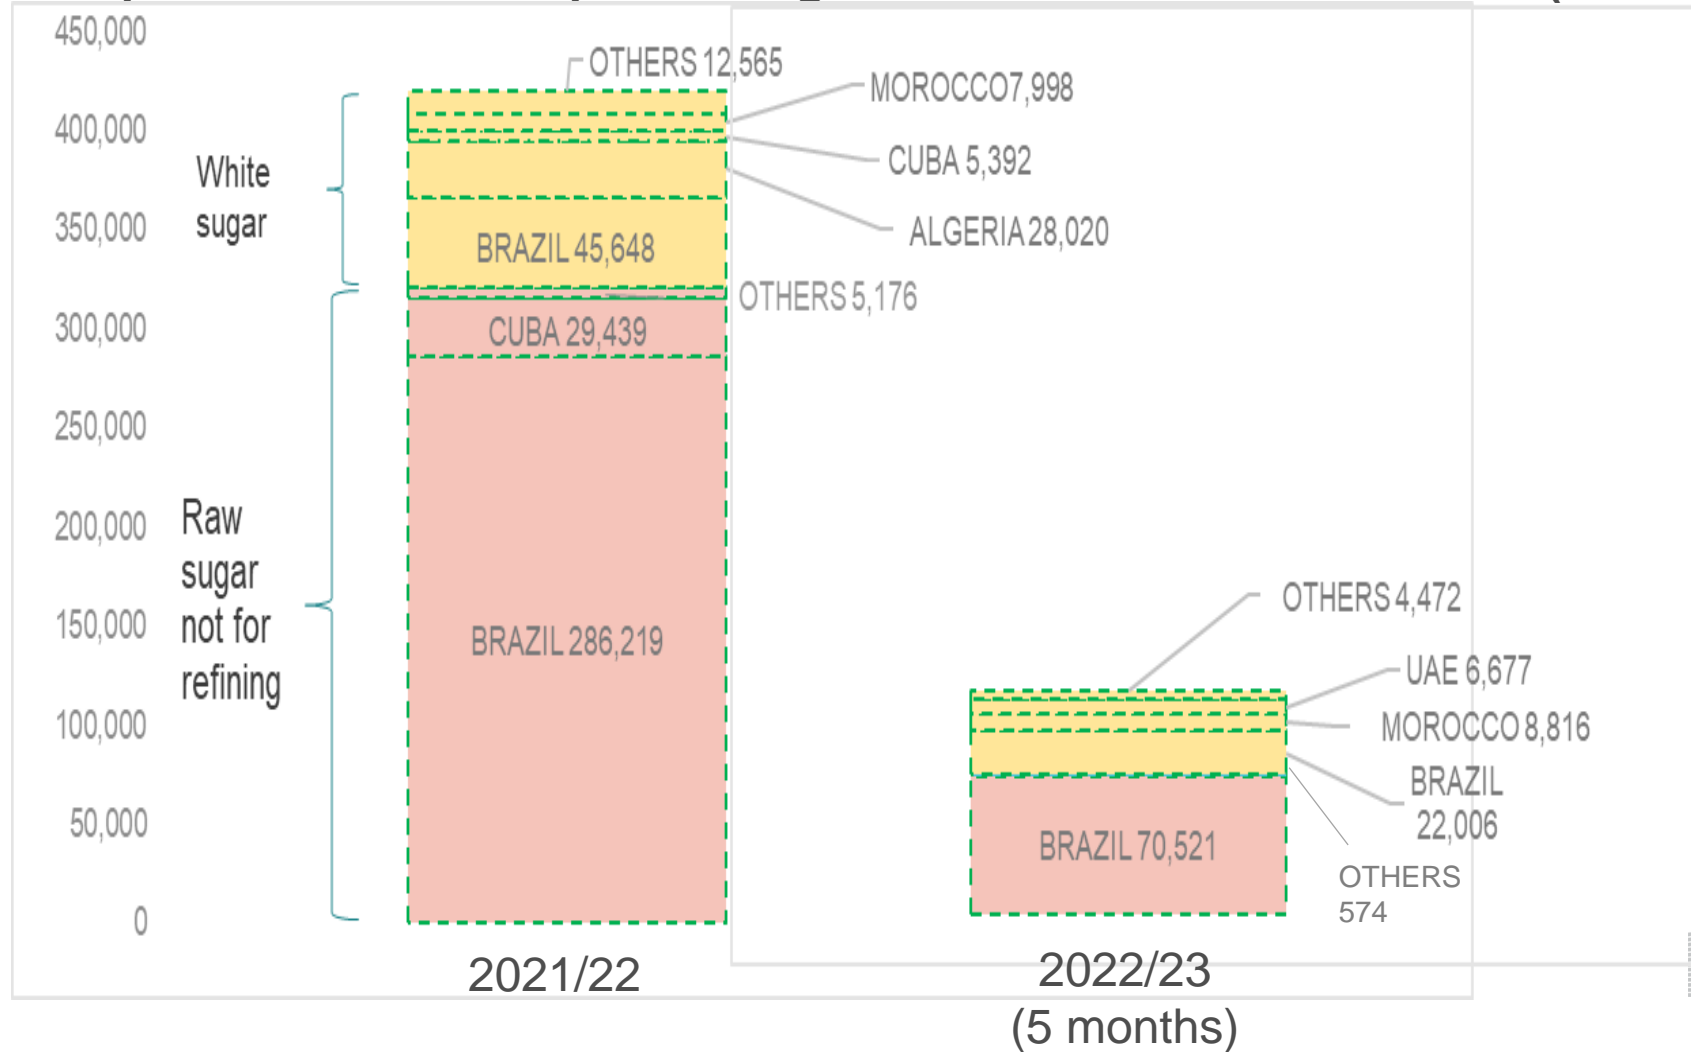 450,000
400,000
350,000
300,000
250,000
200,000
150,000
100,000
50,000
0
White
sugar
Raw
sugar
not for
refining
OTHERS 12,565
MOROCCO7,998
CUBA 5,392
ALGERIA 28,020
BRAZIL 45,648
OTHERS 5,176
CUBA 29,439
BRAZIL 286,219
OTHERS 4,472
UAE 6,677
MOROCCO 8,816
BRAZIL
22,006
BRAZIL 70,521
OTHERS
574
2021/22
2022/23
(5 months)